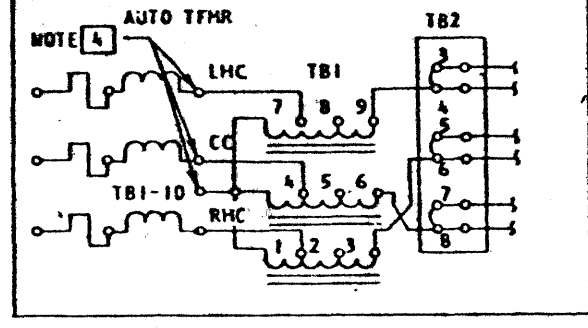 AUTO TFMR
TB2
NOTE 4
LHC
TB1
3
7 8 9
4
CC
5
6
TB1-10
4 5 6
7
RHC
1 2 3
8